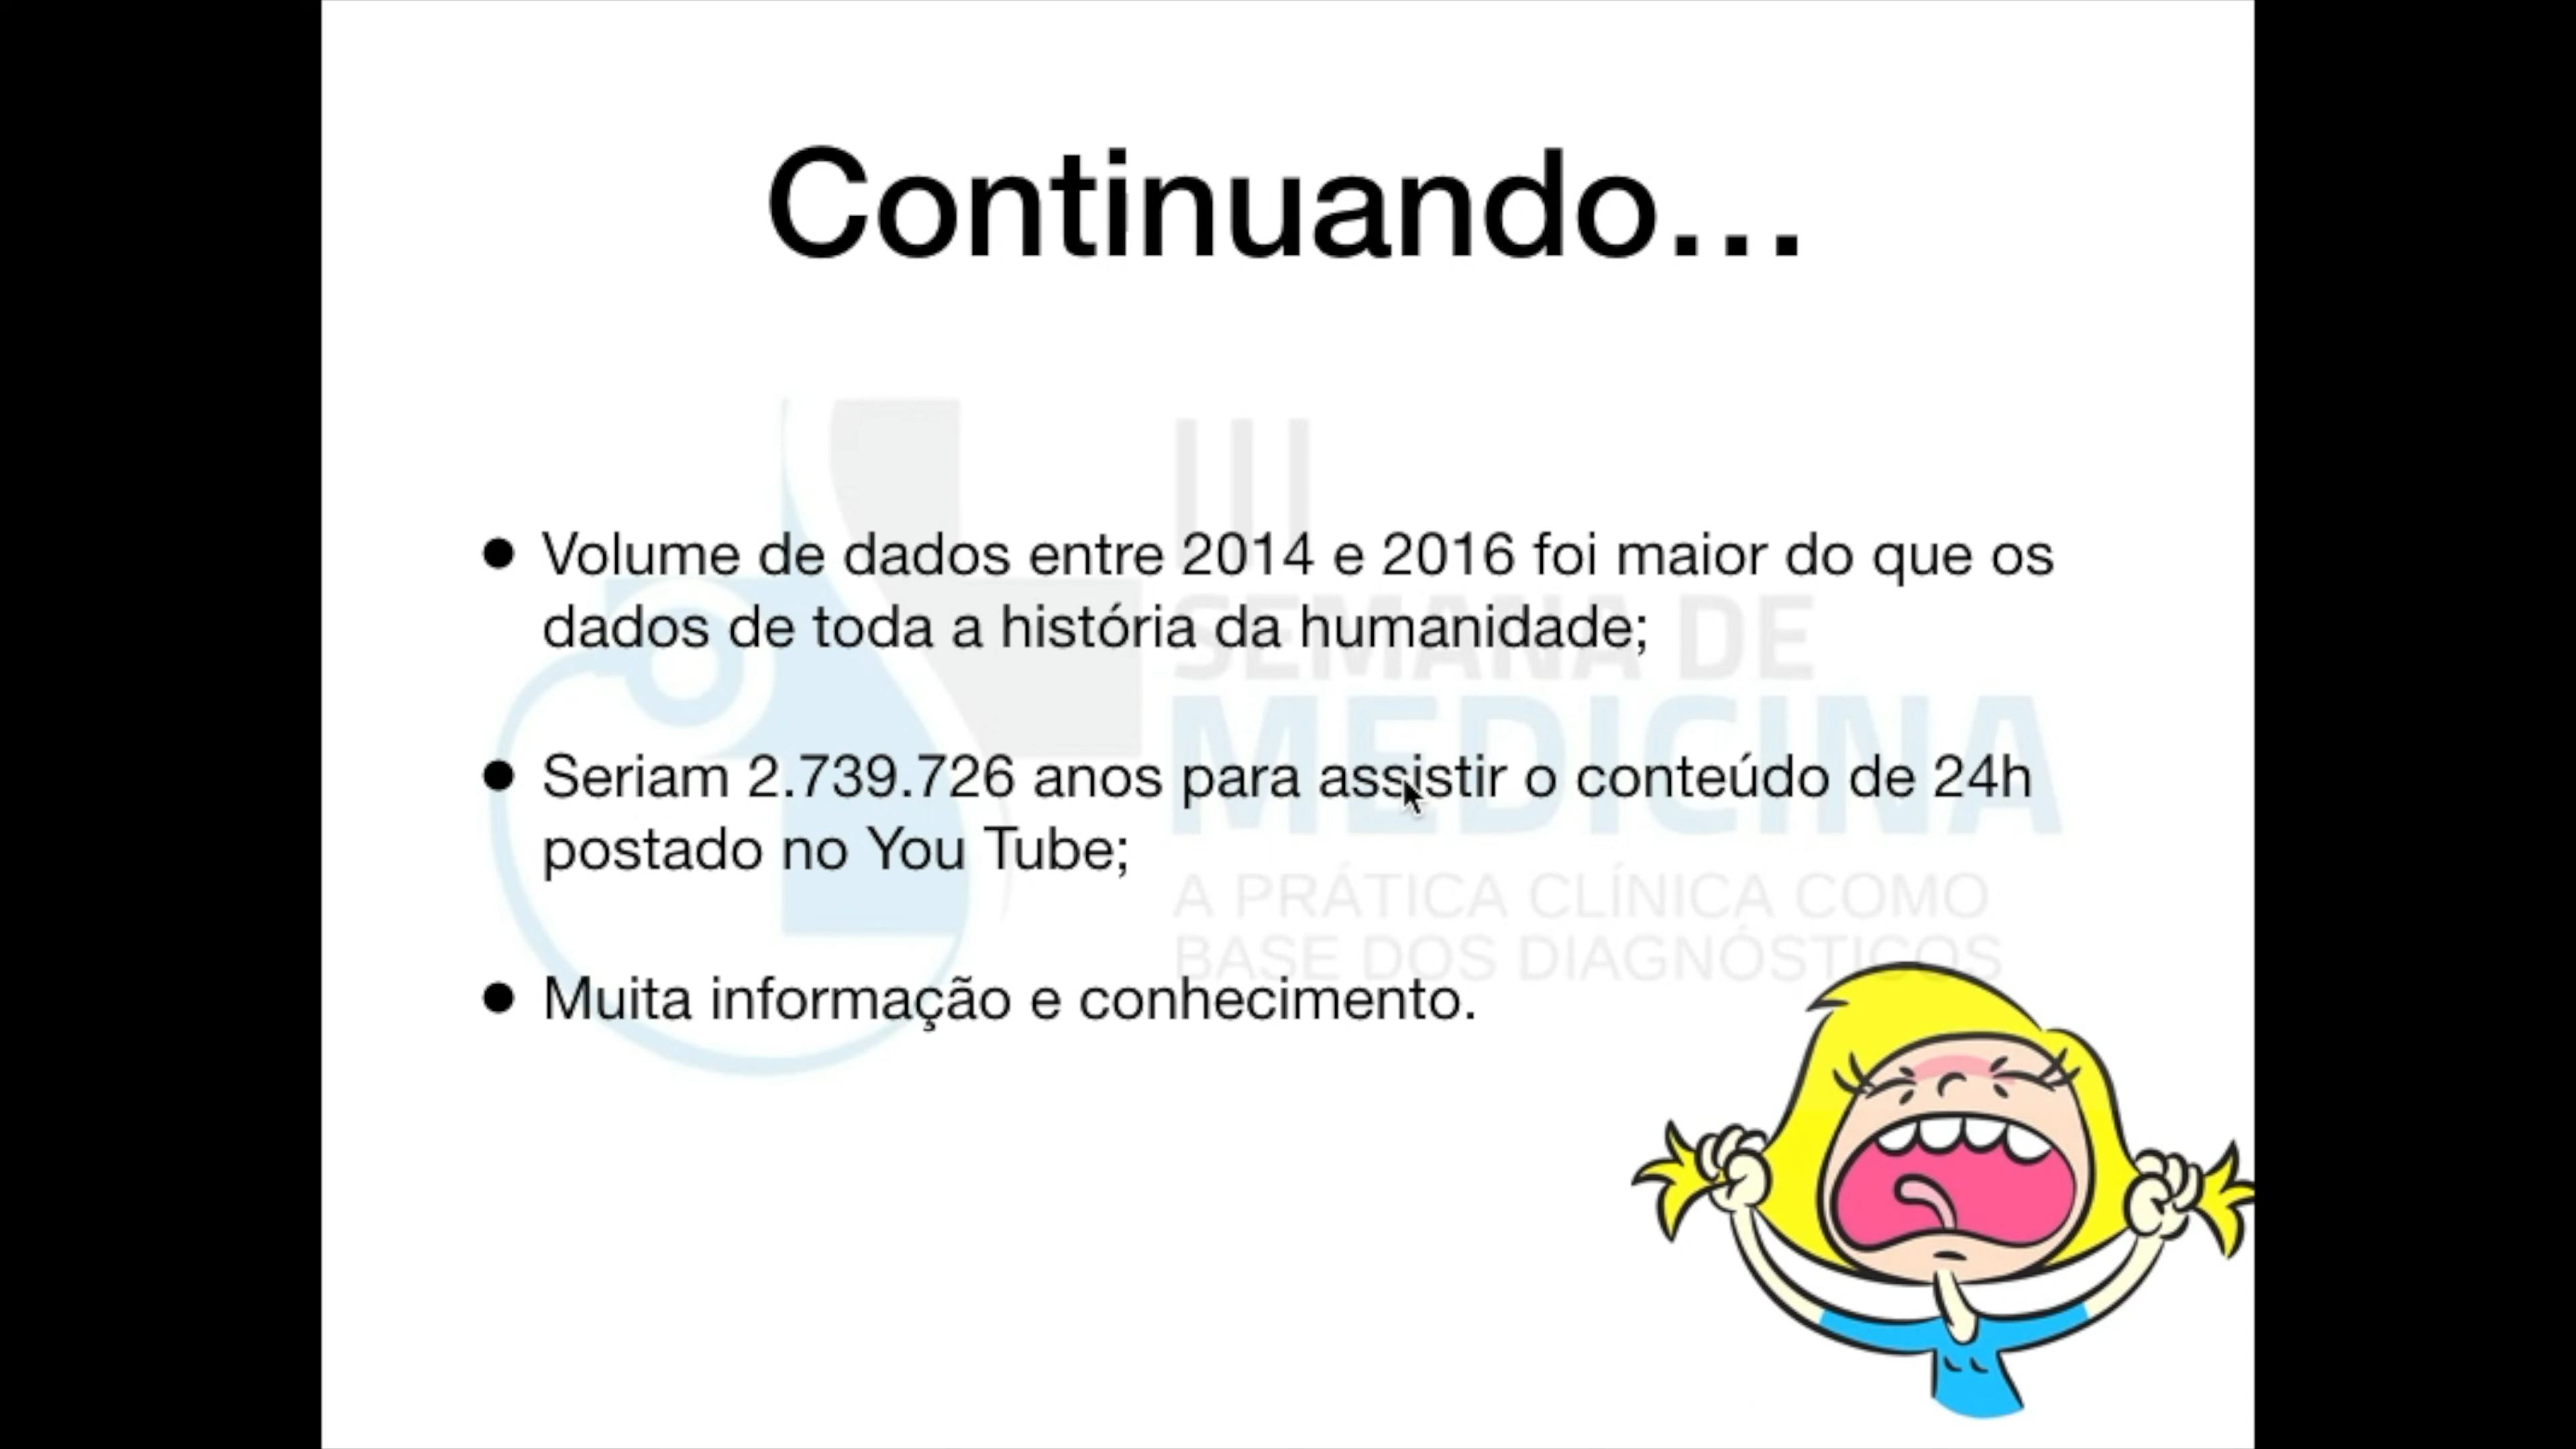 Continuando...
III
SEMANA DE
MEDICINA
A PRÁTICA CLÍNICA COMO
BASE DOS DIAGNÓSTICOS
● Volume de dados entre 2014 e 2016 foi maior do que os
dados de toda a história da humanidade;
● Seriam 2.739.726 anos para assistir o conteúdo de 24h
postado no You Tube;
● Muita informação e conhecimento.